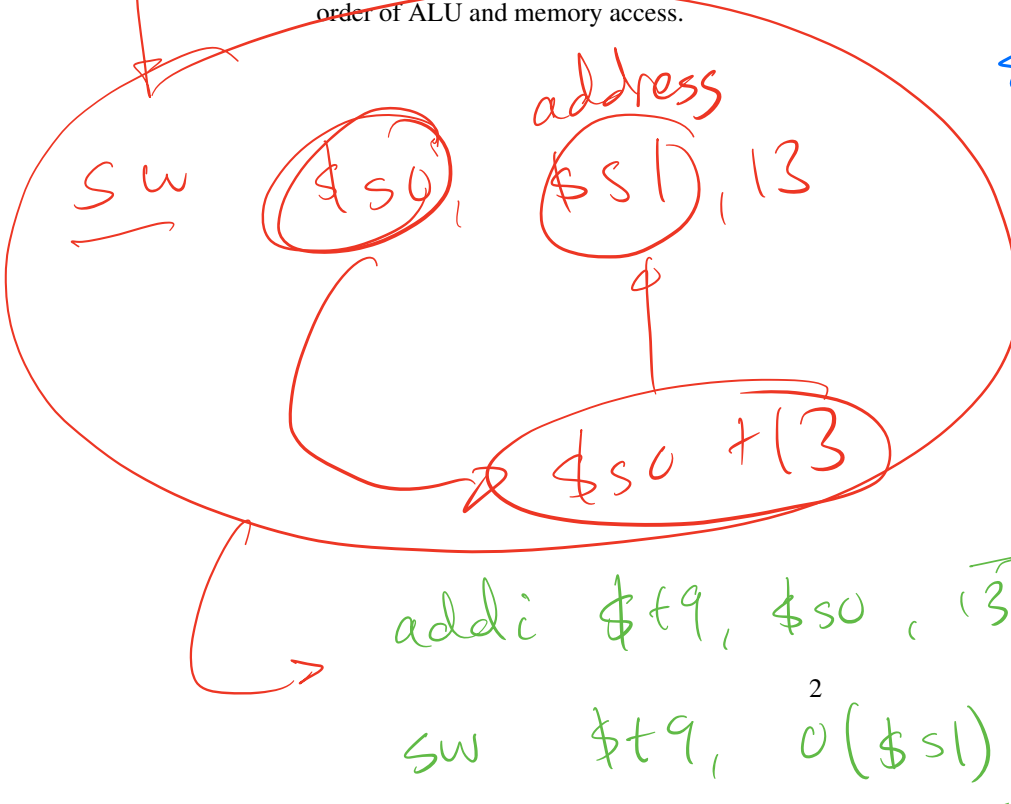 order of ALU and memory access.
address
sw $s0, $s1, 13
$s0 +13
addi $t9, $s0, 13
2
sw $t9, 0($s1)